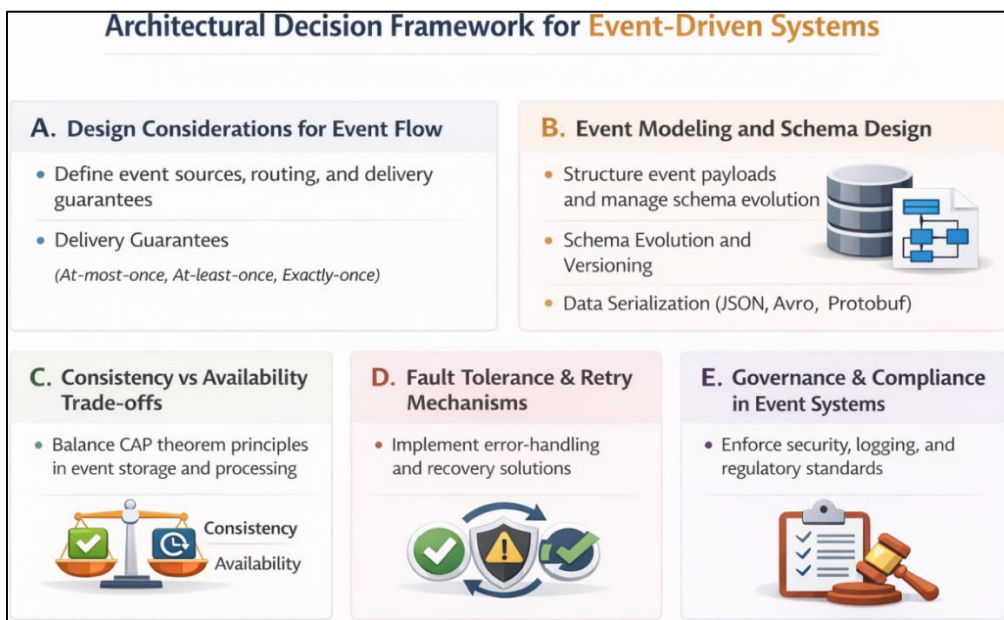 Architectural Decision Framework for Event-Driven Systems
A. Design Considerations for Event Flow
• Define event sources, routing, and delivery
guarantees
• Delivery Guarantees
(At-most-once, At-least-once, Exactly-once)
B. Event Modeling and Schema Design
• Structure event payloads
and manage schema evolution
• Schema Evolution and
Versioning
• Data Serialization (JSON, Avro, Protobuf)
C. Consistency vs Availability
Trade-offs
• Balance CAP theorem principles
in event storage and processing
Consistency
Availability
D. Fault Tolerance & Retry
Mechanisms
• Implement error-handling
and recovery solutions
E. Governance & Compliance
in Event Systems
• Enforce security, logging, and
regulatory standards